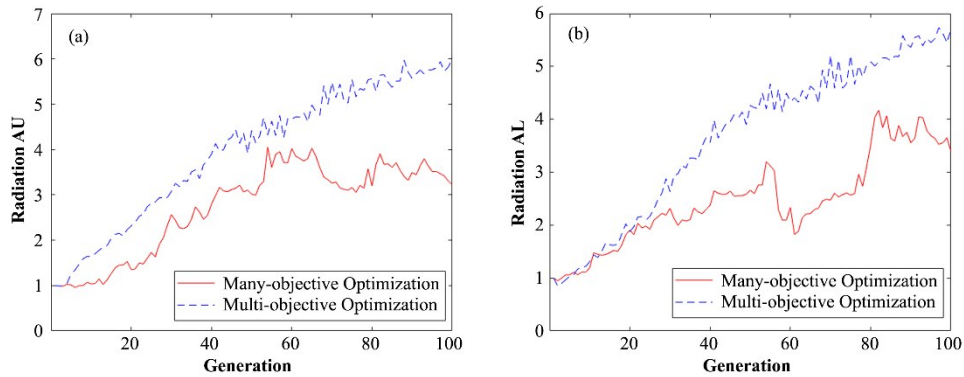 (a)
7
6
5
4
3
2
1
0
Radiation AU
20
40
60
80
100
Generation
Many-objective Optimization
Multi-objective Optimization
(b)
6
5
4
3
2
1
0
Radiation AL
20
40
60
80
100
Generation
Many-objective Optimization
Multi-objective Optimization